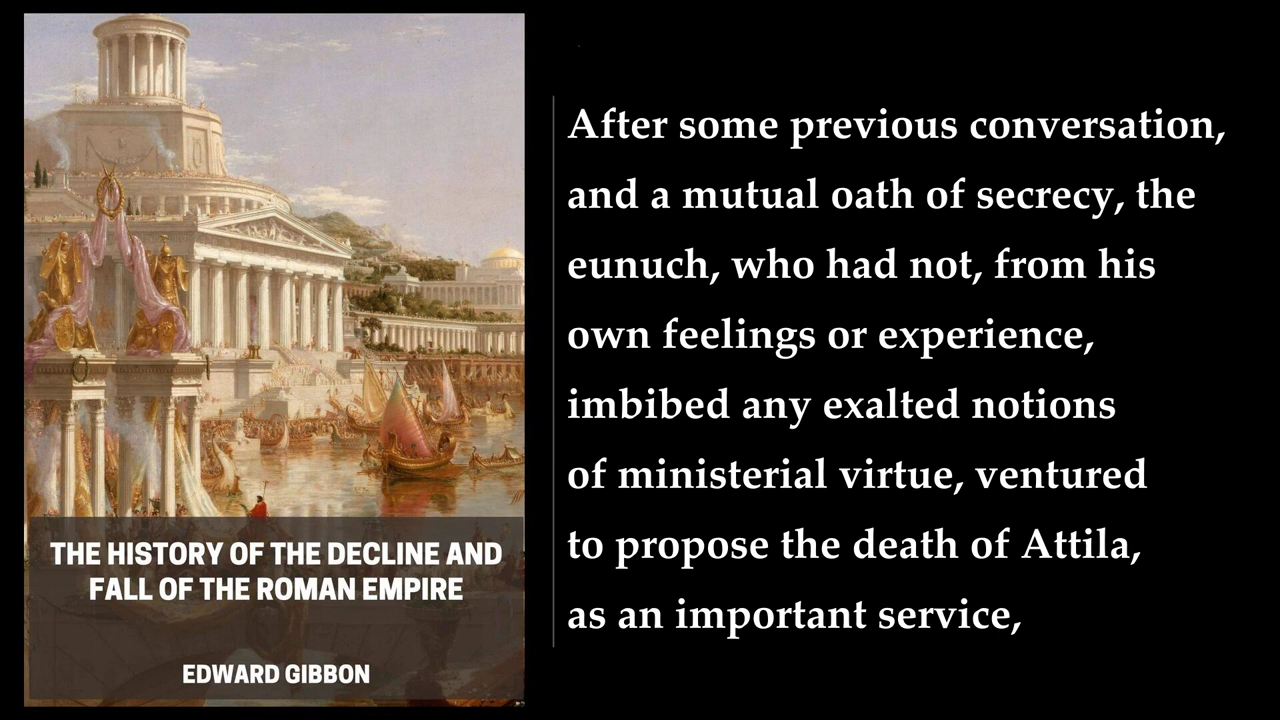 THE HISTORY OF THE DECLINE AND
FALL OF THE ROMAN EMPIRE
EDWARD GIBBON
After some previous conversation,
and a mutual oath of secrecy, the
eunuch, who had not, from his
own feelings or experience,
imbibed any exalted notions
of ministerial virtue, ventured
to propose the death of Attila,
as an important service,